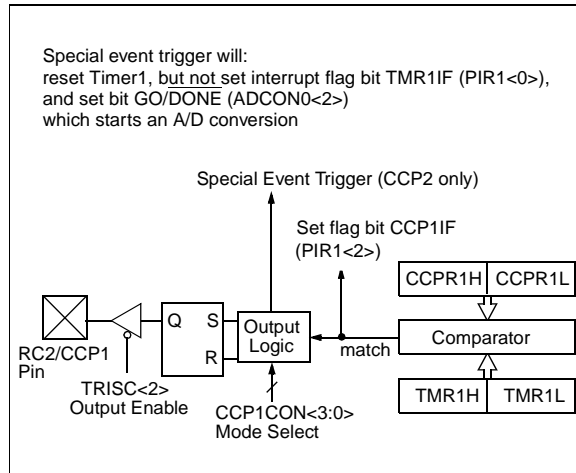 Special event trigger will:
reset Timer1, but not set interrupt flag bit TMR1IF (PIR1<0>),
and set bit GO/DONE (ADCON0<2>)
which starts an A/D conversion
Special Event Trigger (CCP2 only)
Set flag bit CCP1IF
(PIR1<2>)
CCPR1H CCPR1L
Q S
R
Output
Logic
match
Comparator
RC2/CCP1
Pin
TRISC<2>
Output Enable
CCP1CON<3:0>
Mode Select
TMR1H TMR1L